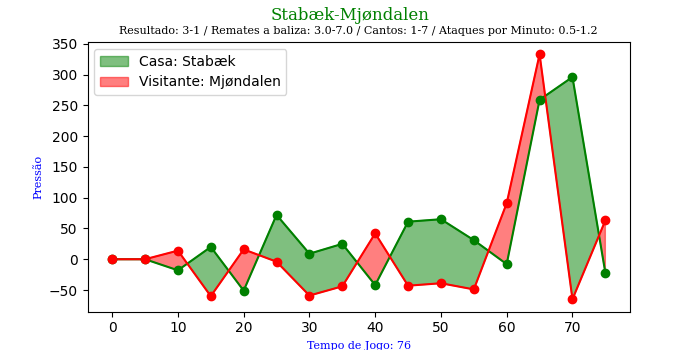 Stabæk-Mjøndalen
Resultado: 3-1 / Remates a baliza: 3.0-7.0 / Cantos: 1-7 / Ataques por Minuto: 0.5-1.2
Casa: Stabæk
Visitante: Mjøndalen
Pressão
350
300
250
200
150
100
50
0
−50
0 10 20 30 40 50 60 70
Tempo de Jogo: 76